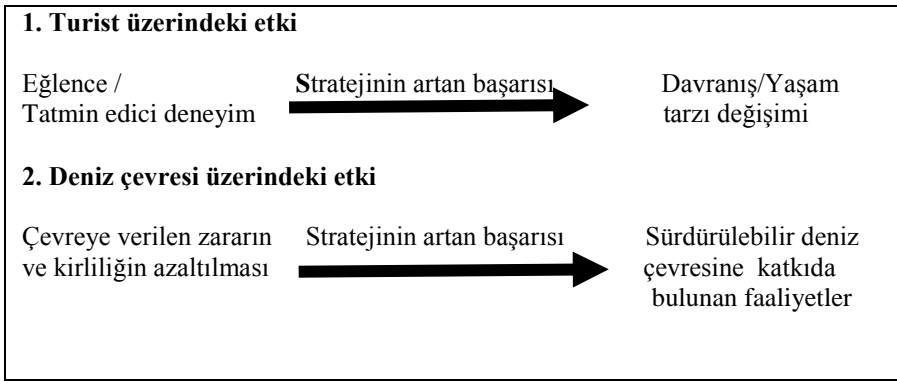 1. Turist üzerindeki etki
Eğlence / Stratejinin artan başarısı Davranış/Yaşam
Tatmin edici deneyim tarzı değişimi
2. Deniz çevresi üzerindeki etki
Çevreye verilen zararın Stratejinin artan başarısı Sürdürülebilir deniz
ve kirliliğin azaltılması çevresine katkıda
bulunan faaliyetler